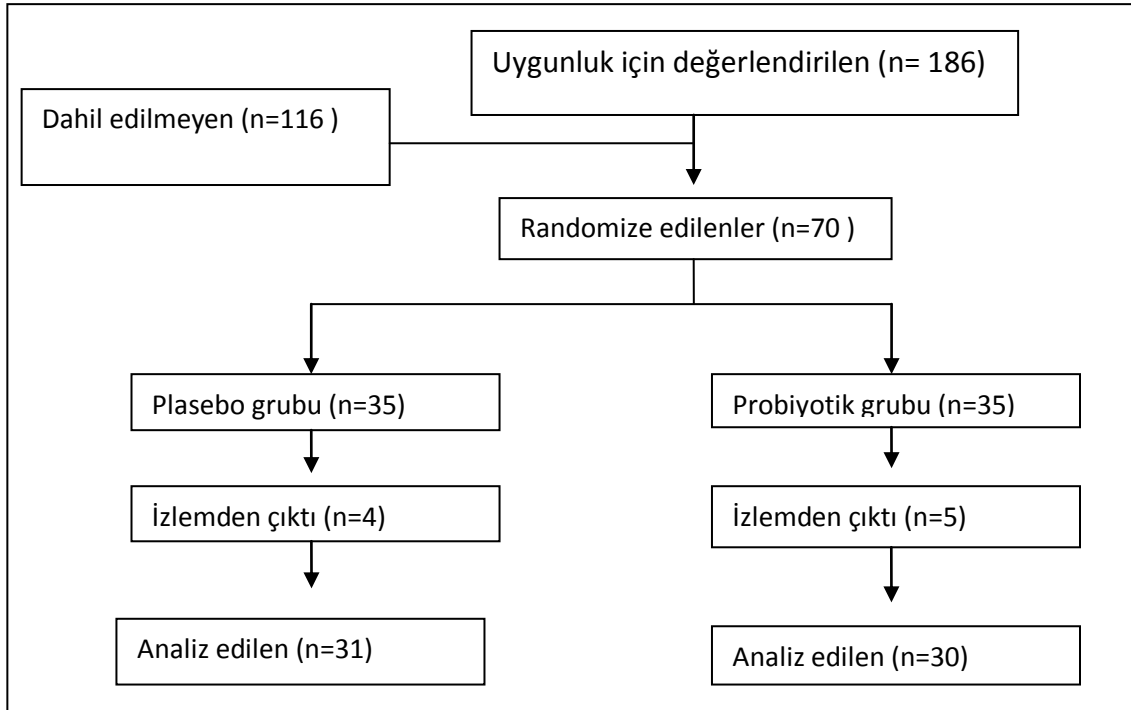 Uygunluk için değerlendirilen (n= 186)
Dahil edilmeyen (n=116 )
Randomize edilenler (n=70 )
Plasebo grubu (n=35)
Probiyotik grubu (n=35)
İzlemden çıktı (n=4)
İzlemden çıktı (n=5)
Analiz edilen (n=31)
Analiz edilen (n=30)